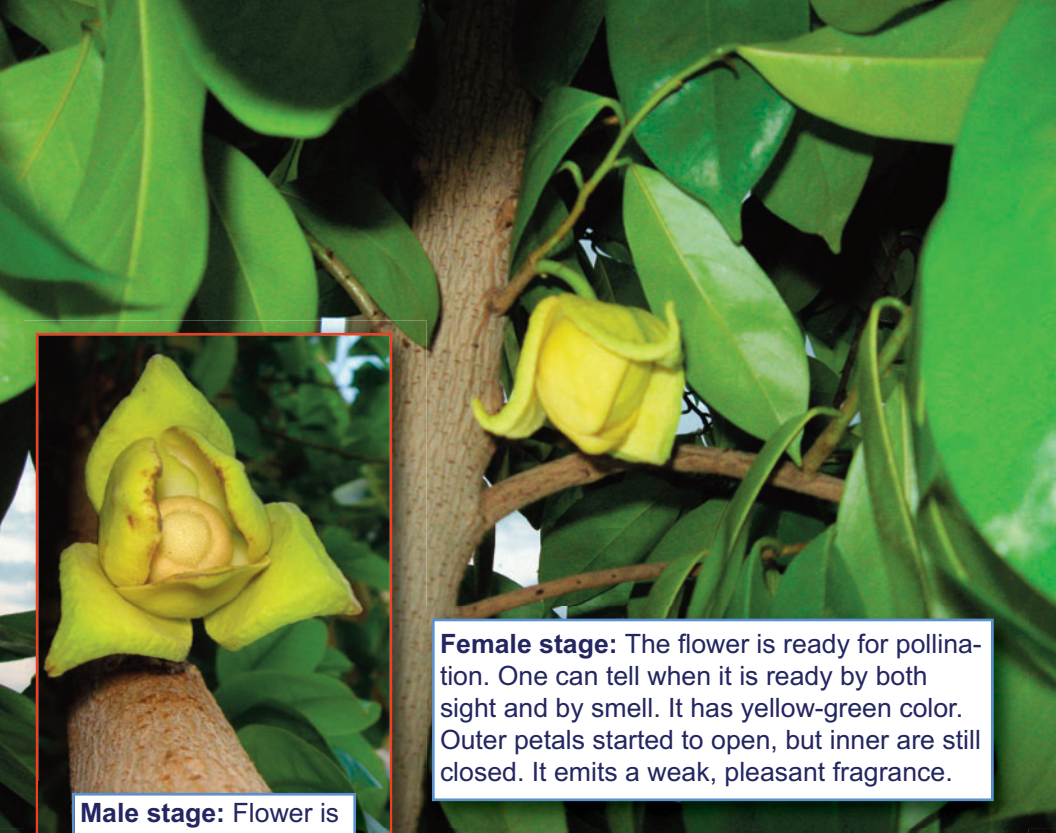 Female stage: The flower is ready for pollina-
tion. One can tell when it is ready by both
sight and by smell. It has yellow-green color.
Outer petals started to open, but inner are still
closed. It emits a weak, pleasant fragrance.
Male stage: Flower is